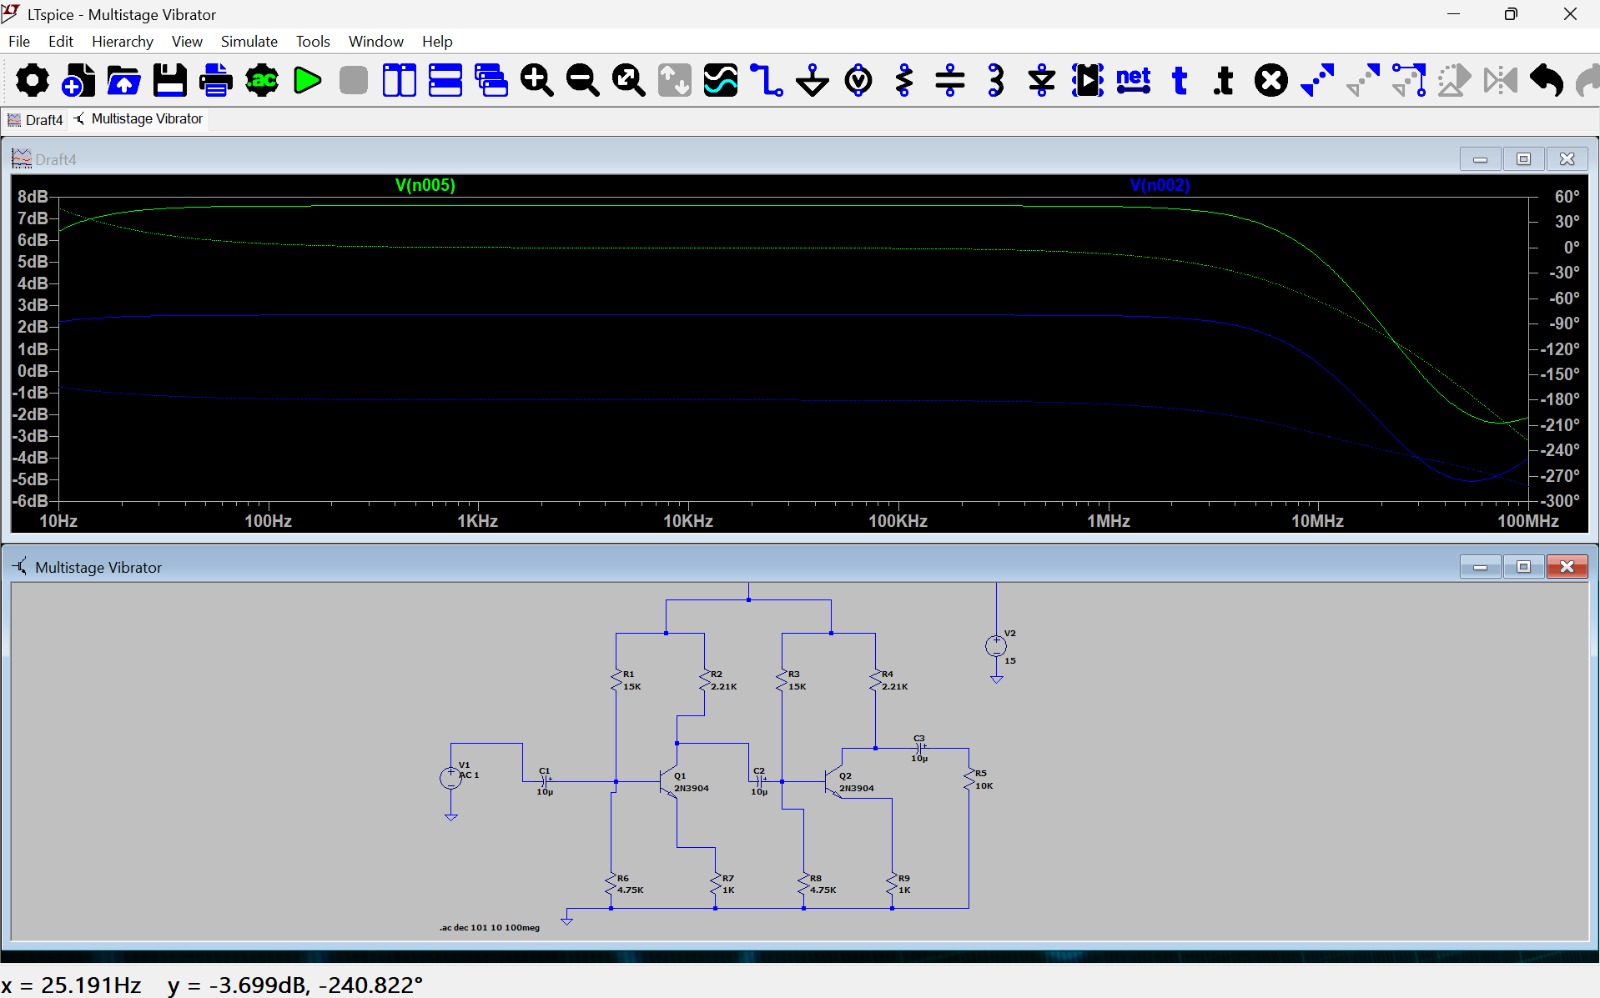 LTspice - Multistage Vibrator
File Edit Hierarchy View Simulate Tools Window Help
.ac net t .t
Draft4 Multistage Vibrator
Draft4
V(n005) V(n002)
8dB 60°
7dB 30°
6dB 0°
5dB -30°
4dB -60°
3dB -90°
2dB -120°
1dB -150°
0dB -180°
-1dB -210°
-2dB -240°
-3dB -270°
-4dB -300°
-5dB
-6dB
10Hz 100Hz 1KHz 10KHz 100KHz 1MHz 10MHz 100MHz
Multistage Vibrator
V2
15
R1
15K
R2
2.21K
R3
15K
R4
2.21K
C3
10µ
V1
AC 1
C1
10µ
Q1
2N3904
C2
10µ
Q2
2N3904
R5
10K
R6
4.75K
R7
1K
R8
4.75K
R9
1K
.ac dec 101 10 100meg
x = 25.191Hz y = -3.699dB, -240.822°